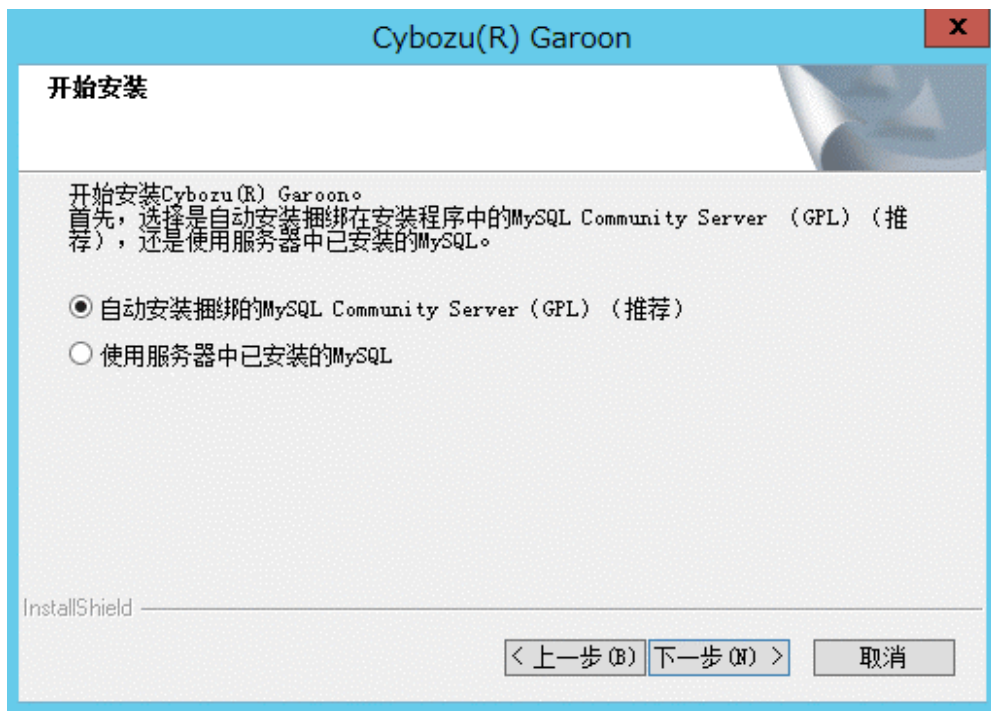 Cybozu(R) Garoon
x
开始安装
开始安装Cybozu(R) Garoon。
首先，选择是自动安装捆绑在安装程序中的MySQL Community Server （GPL）（推
荐），还是使用服务器中已安装的MySQL。
自动安装捆绑的MySQL Community Server（GPL）（推荐）
使用服务器中已安装的MySQL
InstallShield
< 上一步(B) 下一步(N) > 取消